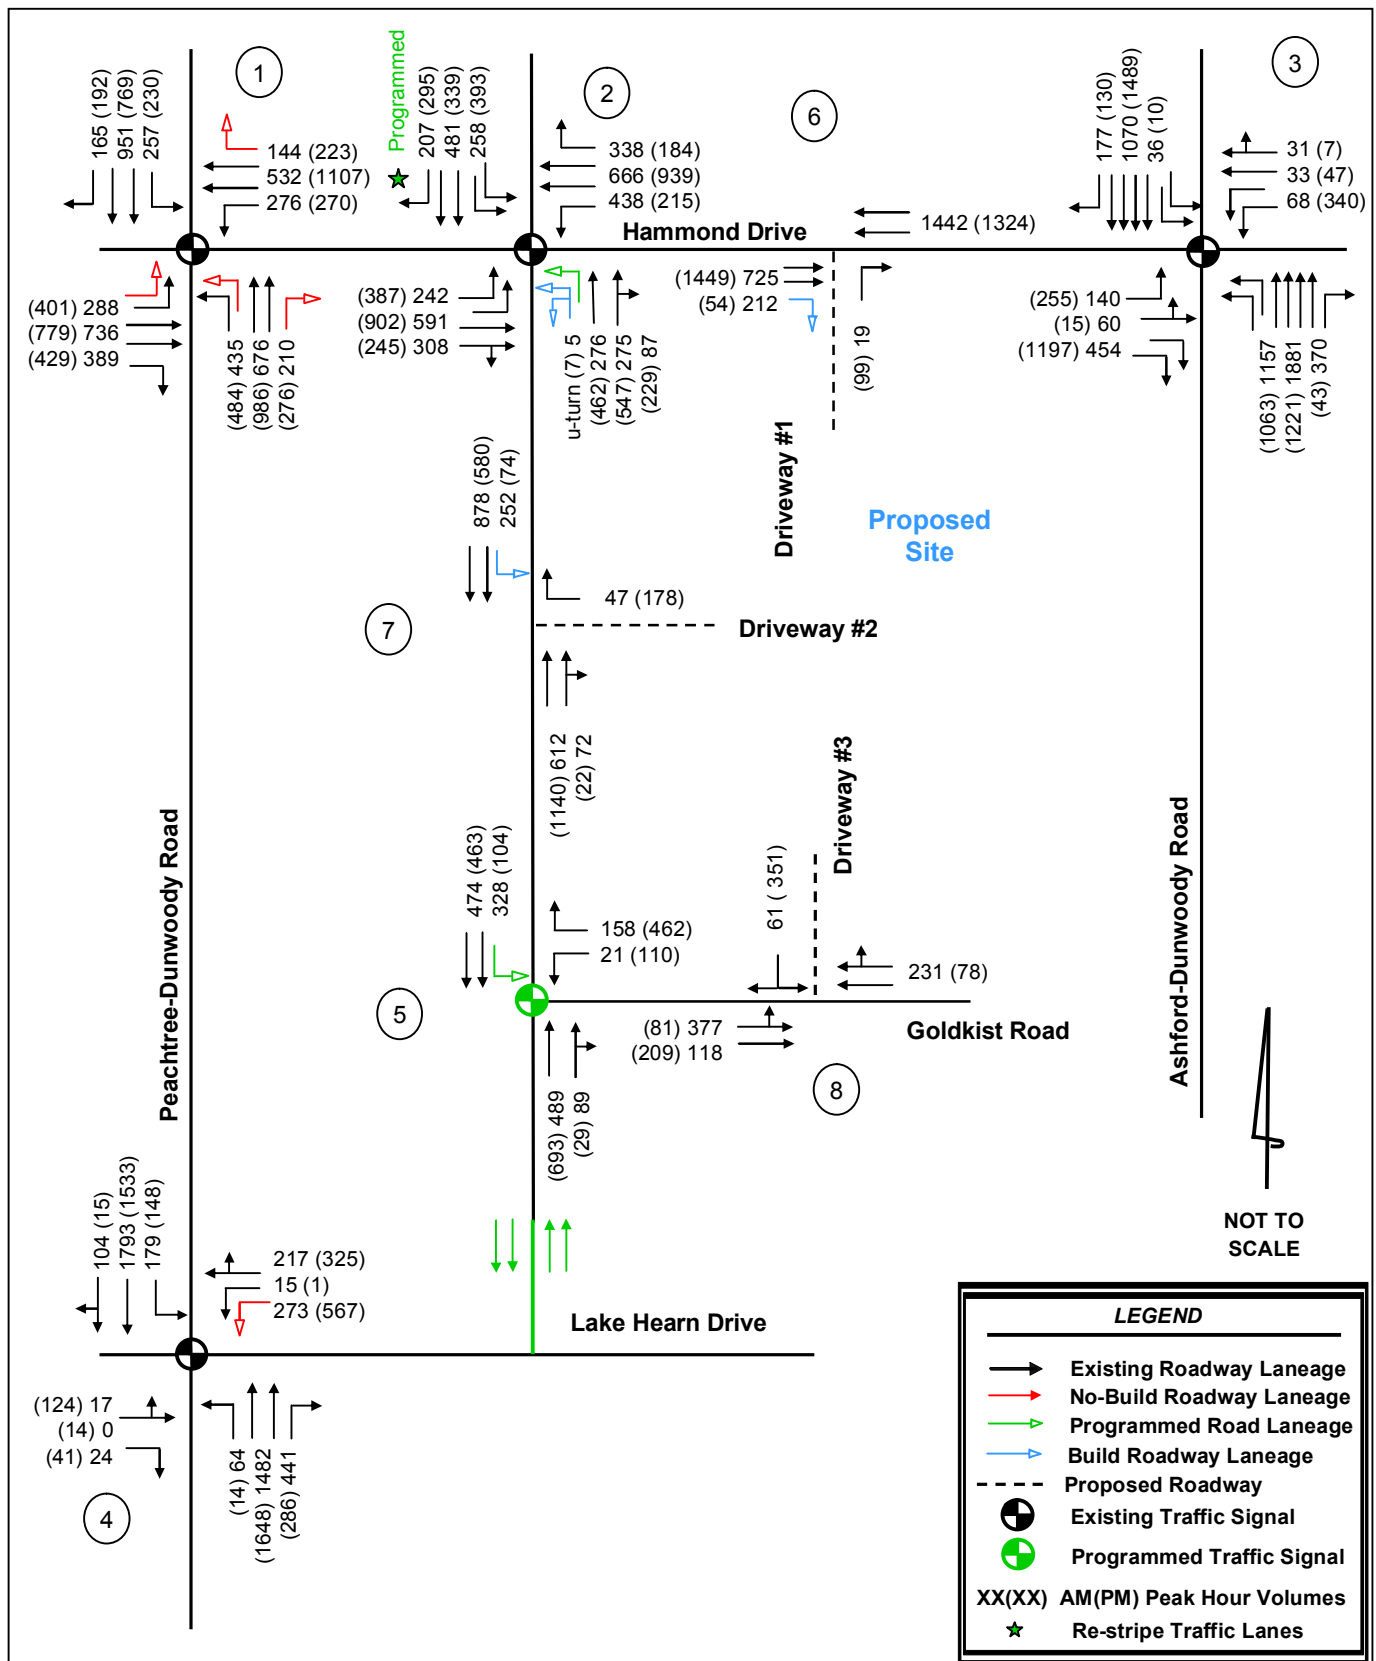 1
165 (192)
951 (769)
257 (230)
144 (223)
532 (1107)
276 (270)
(401) 288
(779) 736
(429) 389
(484) 435
(986) 676
(276) 210
Programmed
2
207 (295)
481 (339)
258 (393)
338 (184)
666 (939)
438 (215)
Hammond Drive
(387) 242
(902) 591
(245) 308
u-turn (7) 5
(462) 276
(547) 275
(229) 87
6
1442 (1324)
(1449) 725
(54) 212
(99) 19
Driveway #1
3
177 (130)
1070 (1489)
36 (10)
31 (7)
33 (47)
68 (340)
(255) 140
(15) 60
(1197) 454
(1063) 1157
(1221) 1881
(43) 370
Proposed
Site
878 (580)
252 (74)
47 (178)
7
Driveway #2
(1140) 612
(22) 72
Driveway #3
Peachtree-Dunwoody Road
Ashford-Dunwoody Road
474 (463)
328 (104)
158 (462)
21 (110)
5
(693) 489
(29) 89
61 ( 351)
231 (78)
(81) 377
(209) 118
Goldkist Road
8
104 (15)
1793 (1533)
179 (148)
217 (325)
15 (1)
273 (567)
Lake Hearn Drive
(124) 17
(14) 0
(41) 24
4
(14) 64
(1648) 1482
(286) 441
NOT TO
SCALE
LEGEND
Existing Roadway Laneage
No-Build Roadway Laneage
Programmed Road Laneage
Build Roadway Laneage
Proposed Roadway
Existing Traffic Signal
Programmed Traffic Signal
XX(XX) AM(PM) Peak Hour Volumes
Re-stripe Traffic Lanes